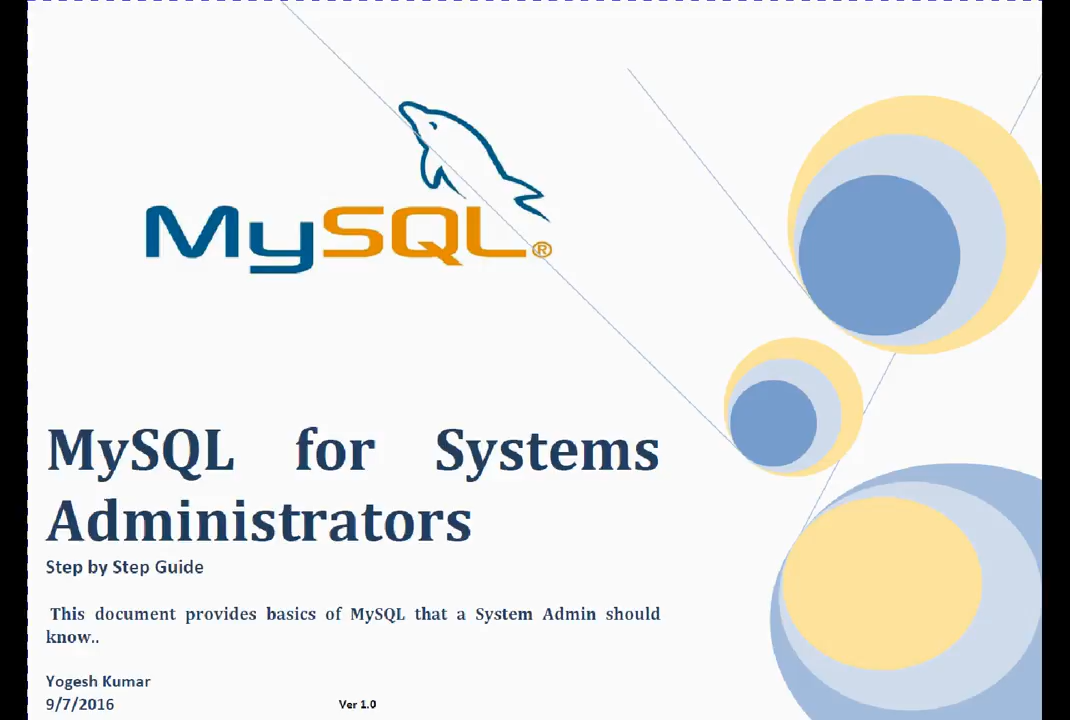 MySQL®
MySQL for Systems
Administrators
Step by Step Guide
This document provides basics of MySQL that a System Admin should
know..
Yogesh Kumar
9/7/2016
Ver 1.0